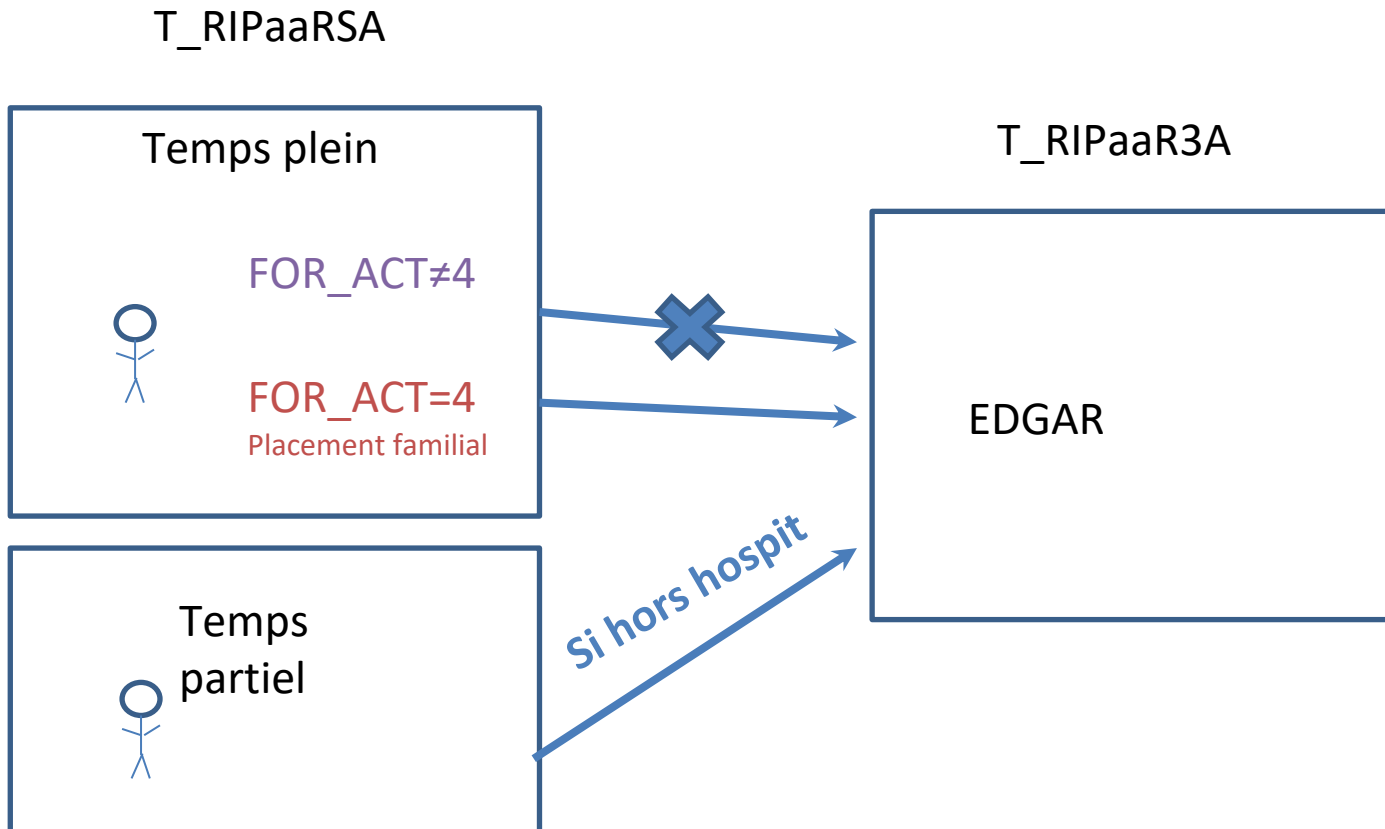 T_RIPaaRSA
Temps plein
T_RIPaaR3A
FOR_ACT≠4
FOR_ACT=4
Placement familial
EDGAR
Si hors hospit
Temps
partiel